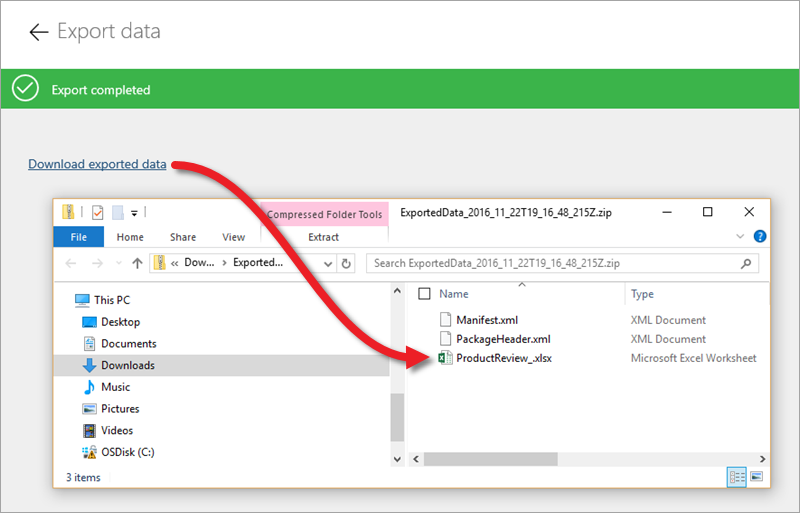 Export data
Export completed
Download exported data
Compressed Folder Tools
ExportedData_2016_11_22T19_16_48_215Z.zip
File Home Share View Extract
« Dow... > Exported...
Search ExportedData_2016_11_22T19_16_48_215Z.zip
This PC
Desktop
Documents
Downloads
Music
Pictures
Videos
OSDisk (C:)
Name Type
Manifest.xml XML Document
PackageHeader.xml XML Document
ProductReview_.xlsx Microsoft Excel Worksheet
3 items